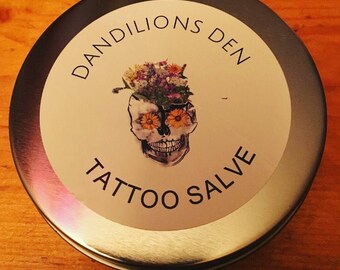 DANDILIONS DEN
TATTOO SALVE